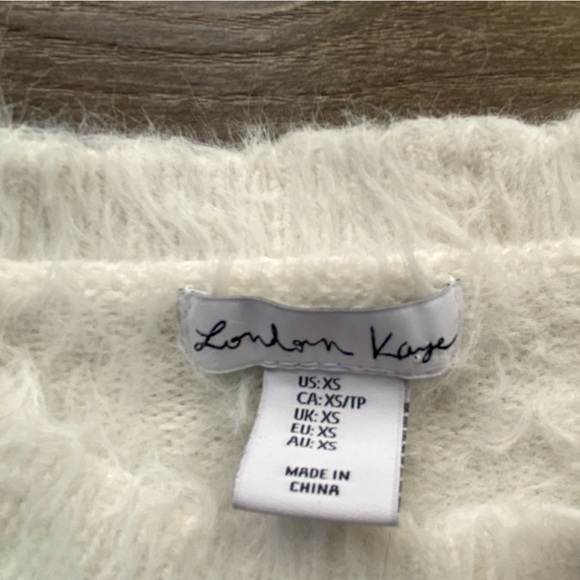 London Kaye
US: XS
CA: XS/TP
UK: XS
EU: XS
AU: XS
MADE IN
CHINA